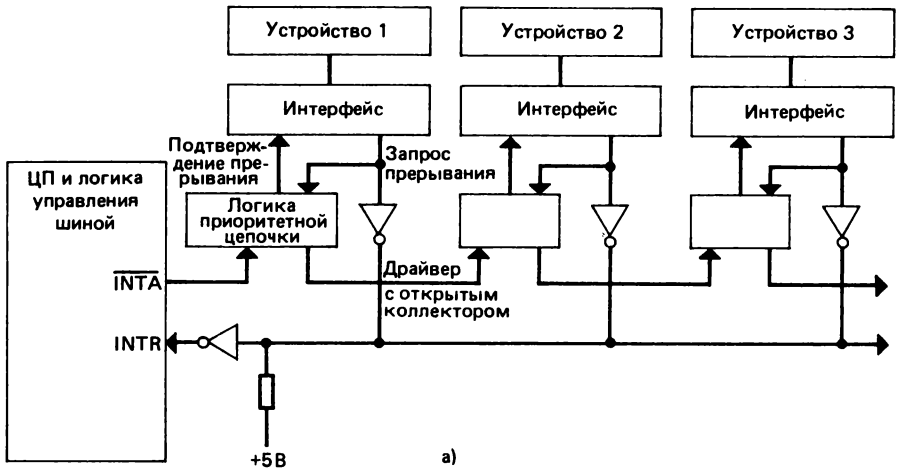 Устройство 1
Устройство 2
Устройство 3
Интерфейс
Интерфейс
Интерфейс
Подтверж-
дение пре-
рывания
Запрос
прерывания
ЦП и логика
управления
шиной
Логика
приоритетной
цепочки
INTA
Драйвер
с открытым
коллектором
INTR
+5В
а)